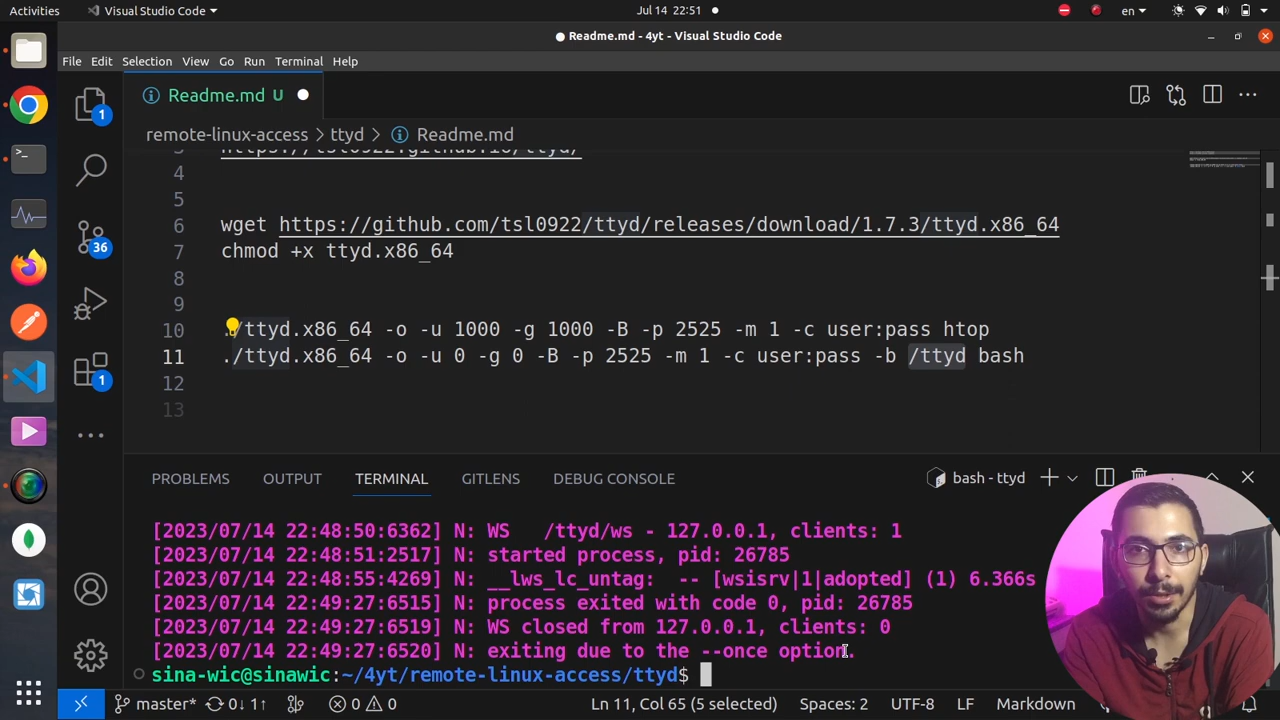 Activities
Visual Studio Code
Jul 14 22:51
en
Readme.md - 4yt - Visual Studio Code
File Edit Selection View Go Run Terminal Help
Readme.md U
1
remote-linux-access > ttyd > Readme.md
3 https://tsl0922.github.io/ttyd/
4
5
6 wget https://github.com/tsl0922/ttyd/releases/download/1.7.3/ttyd.x86_64
7 chmod +x ttyd.x86_64
36
8
9
10 ./ttyd.x86_64 -o -u 1000 -g 1000 -B -p 2525 -m 1 -c user:pass htop
11 ./ttyd.x86_64 -o -u 0 -g 0 -B -p 2525 -m 1 -c user:pass -b /ttyd bash
1
12
13
PROBLEMS OUTPUT TERMINAL GITLENS DEBUG CONSOLE bash - ttyd
[2023/07/14 22:48:50:6362] N: WS /ttyd/ws - 127.0.0.1, clients: 1
[2023/07/14 22:48:51:2517] N: started process, pid: 26785
[2023/07/14 22:48:55:4269] N: __lws_lc_untag: -- [wsisrv|1|adopted] (1) 6.366s
[2023/07/14 22:49:27:6515] N: process exited with code 0, pid: 26785
[2023/07/14 22:49:27:6519] N: WS closed from 127.0.0.1, clients: 0
[2023/07/14 22:49:27:6520] N: exiting due to the --once option.
sina-wic@sinawic:~/4yt/remote-linux-access/ttyd$
master* 0↓ 1↑ 0 0 Ln 11, Col 65 (5 selected) Spaces: 2 UTF-8 LF Markdown